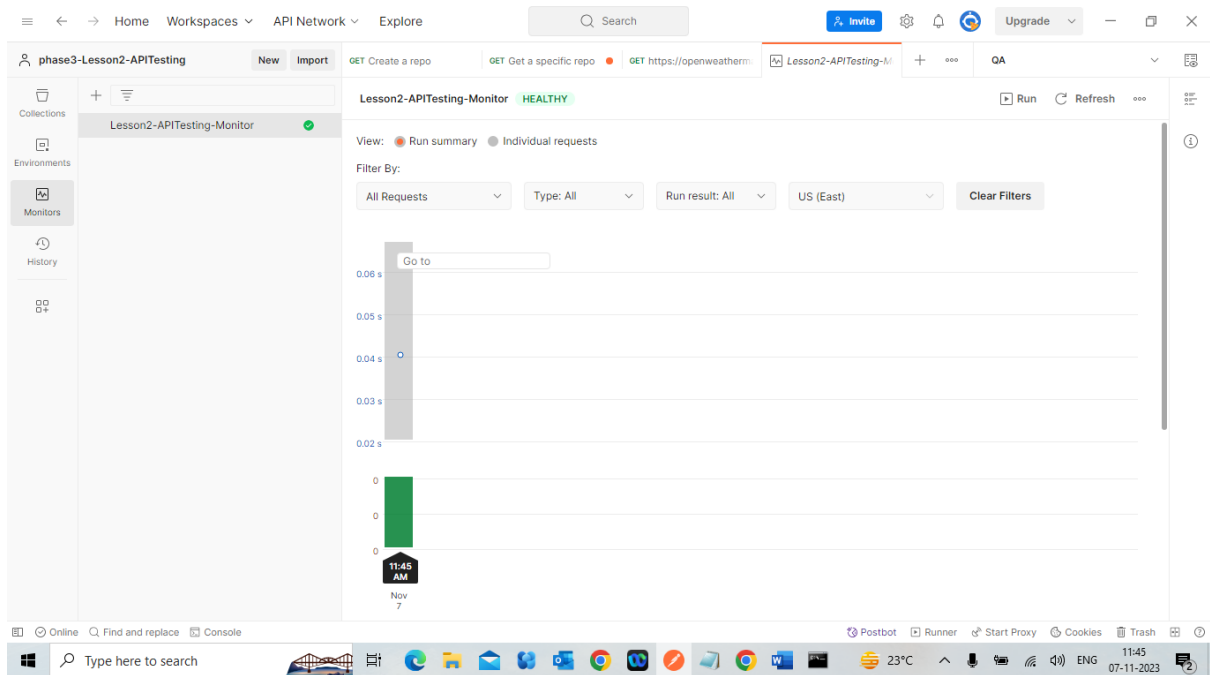 Home Workspaces API Network Explore Search Invite Upgrade
phase3-Lesson2-APITesting New Import GET Create a repo GET Get a specific repo GET https://openweatherm Lesson2-APITesting-M QA
Collections
Environments
Monitors
History
Lesson2-APITesting-Monitor
Lesson2-APITesting-Monitor HEALTHY Run Refresh
View: Run summary Individual requests
Filter By:
All Requests Type: All Run result: All US (East) Clear Filters
Go to
0.06 s
0.05 s
0.04 s
0.03 s
0.02 s
0
0
0
11:45
AM
Nov
7
Online Find and replace Console Postbot Runner Start Proxy Cookies Trash
Type here to search 23°C ENG 11:45
07-11-2023 2